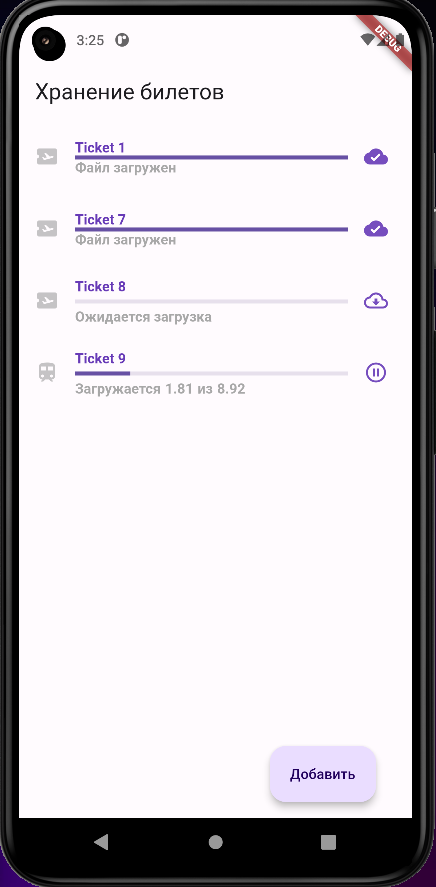 3:25
DEBUG
Хранение билетов
Ticket 1
Файл загружен
Ticket 7
Файл загружен
Ticket 8
Ожидается загрузка
Ticket 9
Загружается 1.81 из 8.92
Добавить